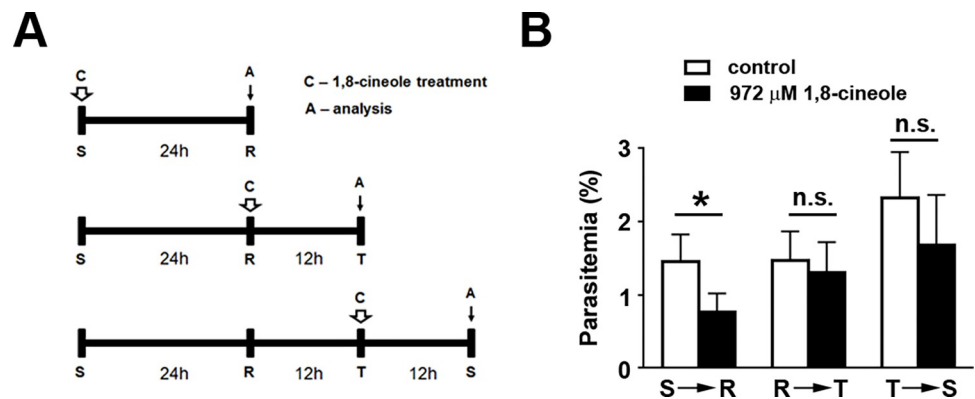 A
C
A
C – 1,8-cineole treatment
A – analysis
S
24h
R
C
A
S
24h
R
12h
T
C
A
S
24h
R
12h
T
12h
S
B
control
972 µM 1,8-cineole
n.s.
n.s.
*
3
2
1
0
Parasitemia (%)
S→R
R→T
T→S